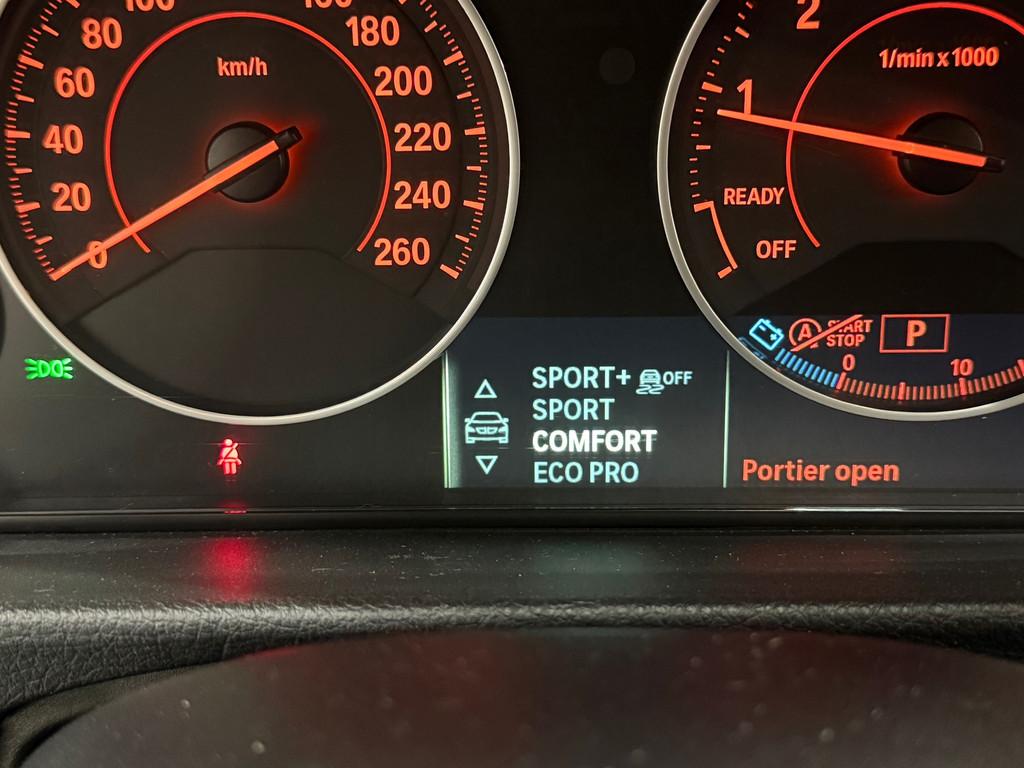 80
180
km/h
60
200
40
220
20
240
0
260
2
1/min x 1000
1
READY
OFF
A START
STOP
P
0
10
SPORT+ OFF
SPORT
COMFORT
ECO PRO
Portier open